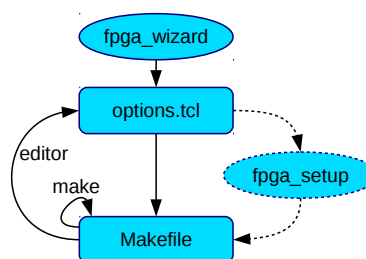 fpga_wizard
options.tcl
editor
make
fpga_setup
Makefile